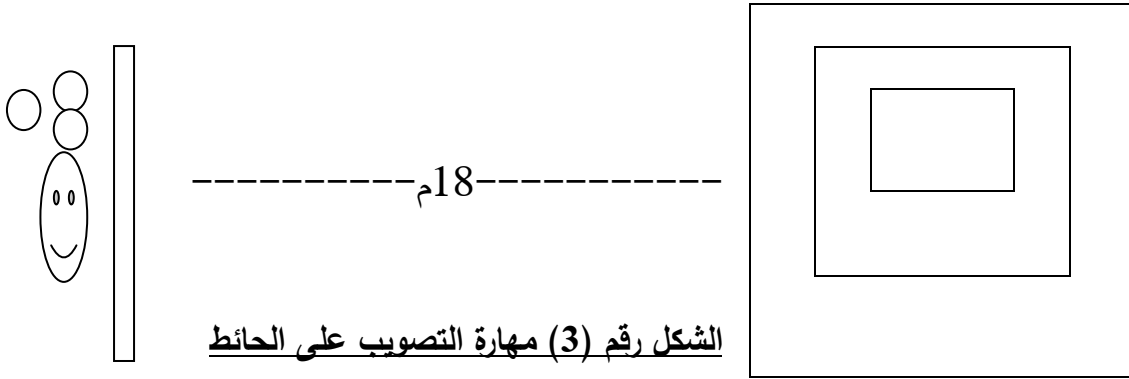 ----------18م-----------
الشكل رقم (3) مهارة التصويب على الحائط